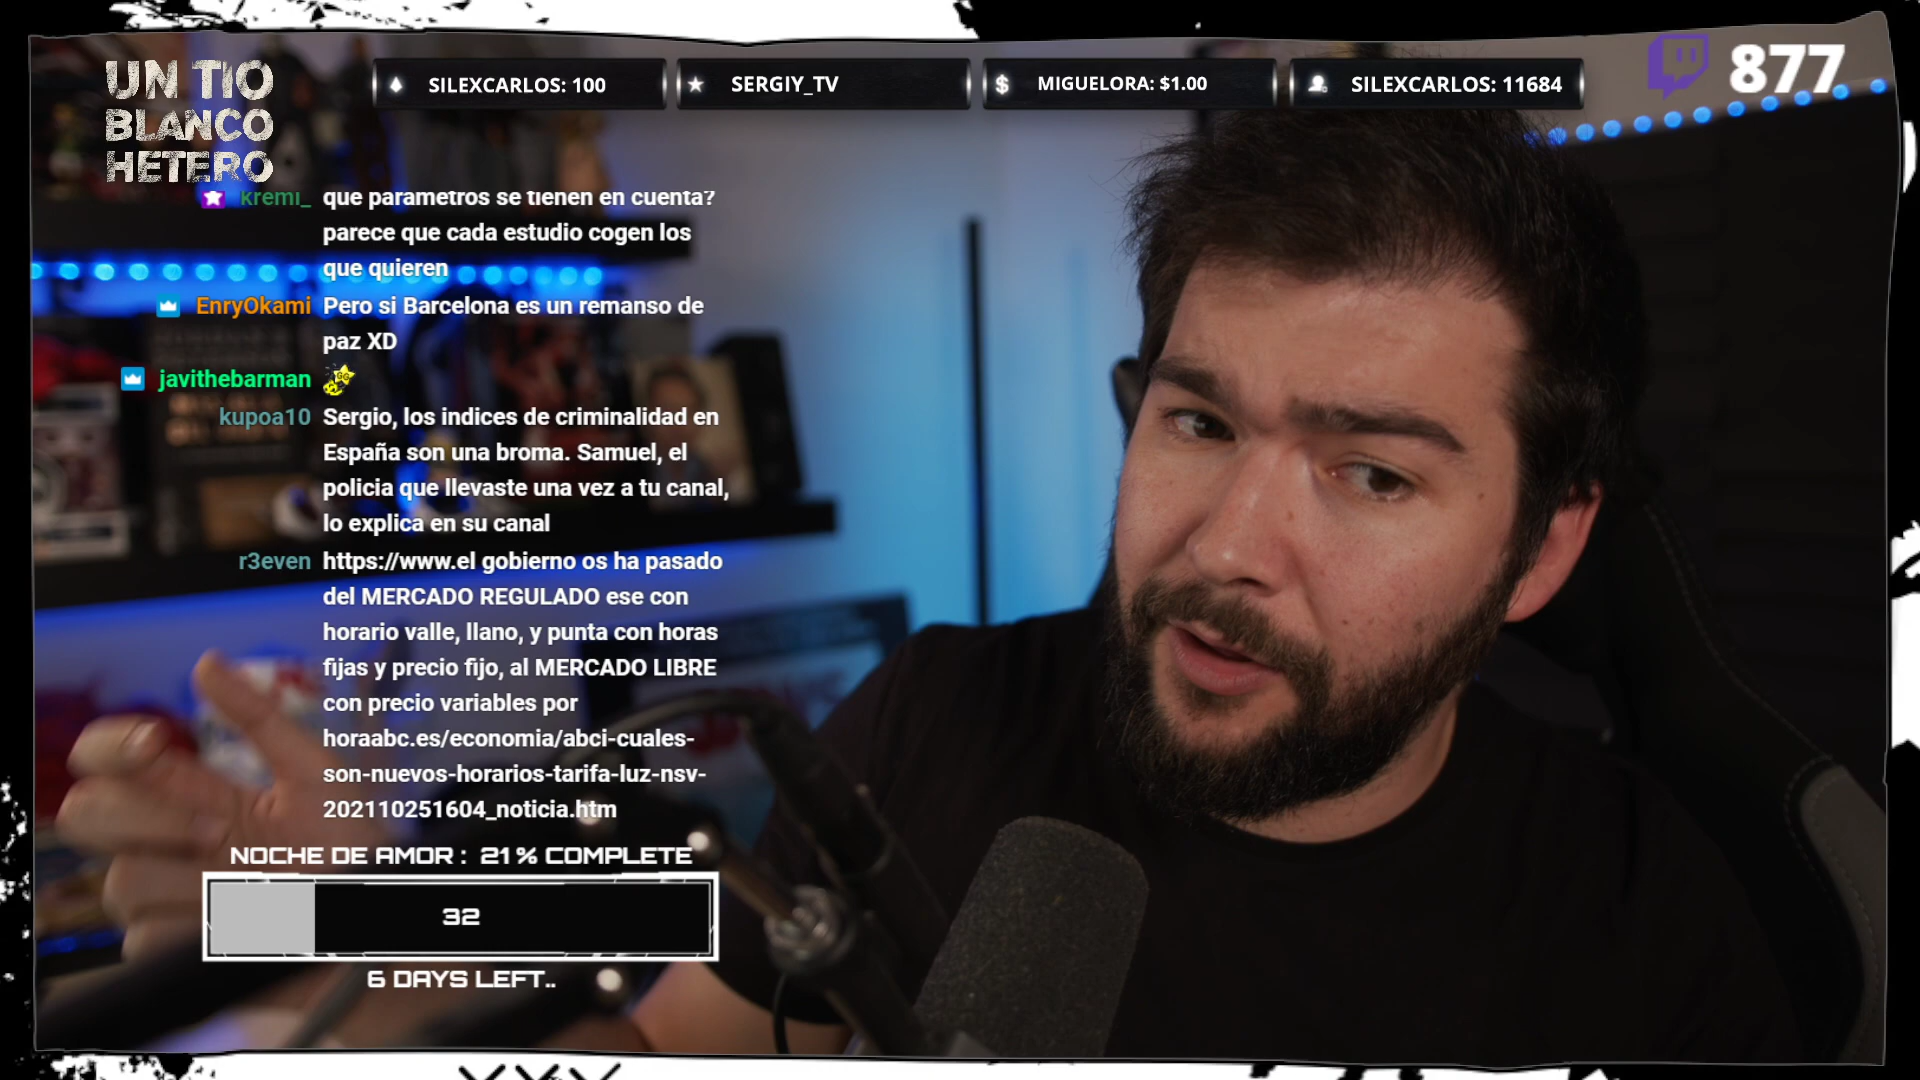 UN TIO
BLANCO
HETERO
SILEXCARLOS: 100
SERGIY_TV
MIGUELORA: $1.00
SILEXCARLOS: 11684
877
kremi_ que parametros se tienen en cuenta?
parece que cada estudio cogen los
que quieren
EnryOkami Pero si Barcelona es un remanso de
paz XD
javithebarman GG
kupoa10 Sergio, los indices de criminalidad en
España son una broma. Samuel, el
policia que llevaste una vez a tu canal,
lo explica en su canal
r3even https://www.el gobierno os ha pasado
del MERCADO REGULADO ese con
horario valle, llano, y punta con horas
fijas y precio fijo, al MERCADO LIBRE
con precio variables por
horaabc.es/economia/abci-cuales-
son-nuevos-horarios-tarifa-luz-nsv-
202110251604_noticia.htm
NOCHE DE AMOR : 21% COMPLETE
32
6 DAYS LEFT..